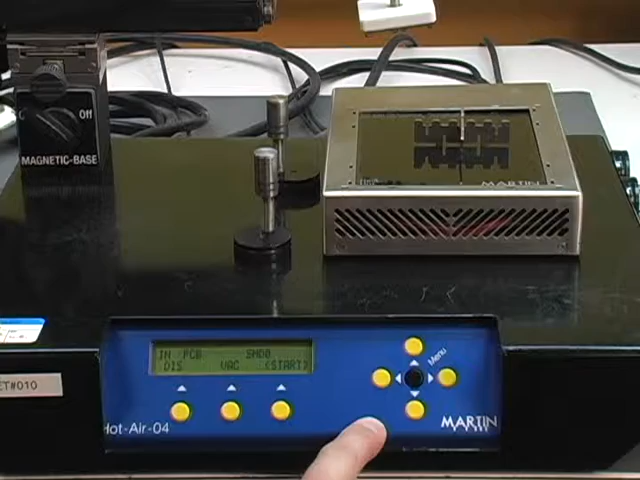 Off
MAGNETIC-BASE
MARTIN
IN PCB SMD0
DIS VAC <START>
Menu
ET#010
Hot-Air-04
MARTIN